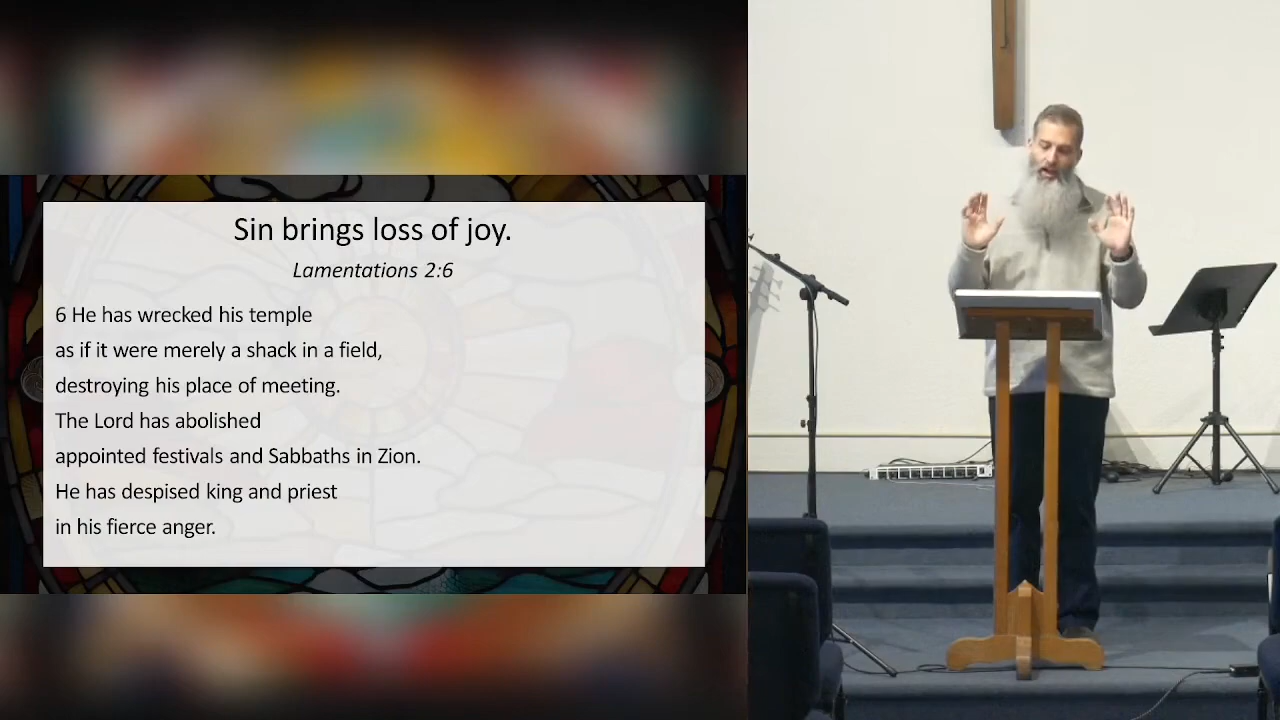 Sin brings loss of joy.
Lamentations 2:6
6 He has wrecked his temple
as if it were merely a shack in a field,
destroying his place of meeting.
The Lord has abolished
appointed festivals and Sabbaths in Zion.
He has despised king and priest
in his fierce anger.